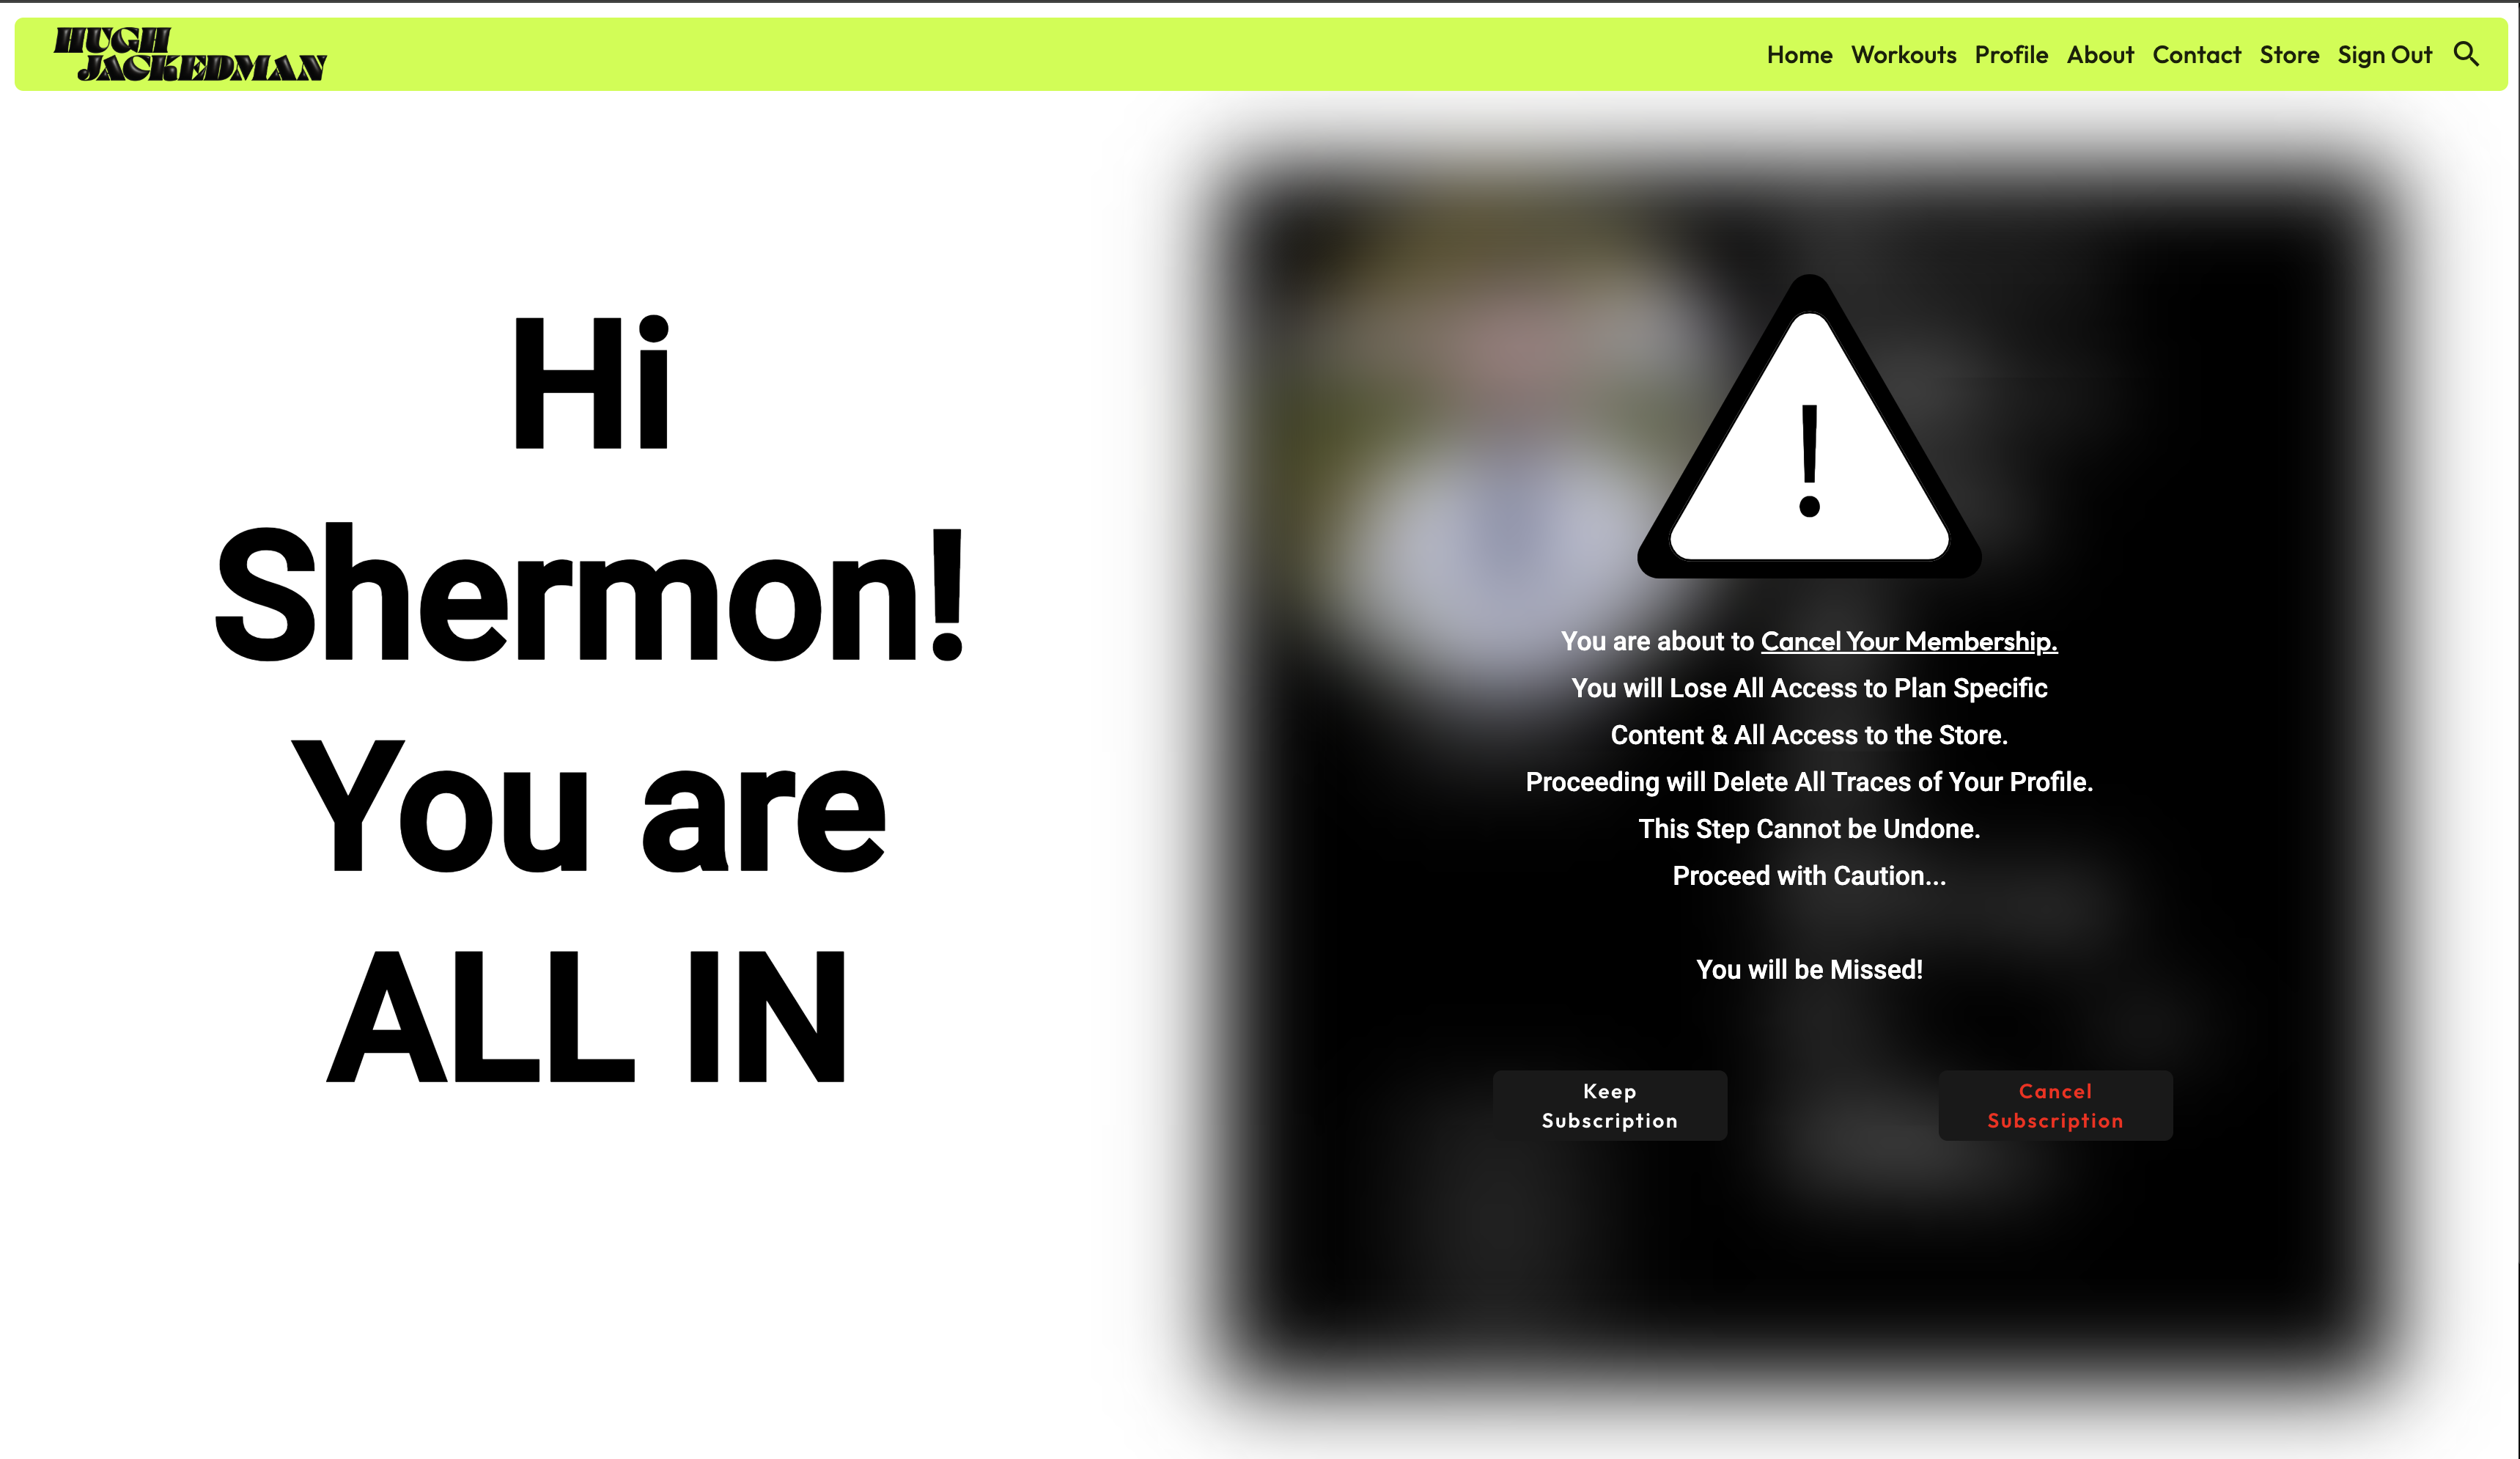 HUGH
JACKEDMAN
Home Workouts Profile About Contact Store Sign Out
Hi
Shermon!
You are
ALL IN
!
You are about to Cancel Your Membership.
You will Lose All Access to Plan Specific
Content & All Access to the Store.
Proceeding will Delete All Traces of Your Profile.
This Step Cannot be Undone.
Proceed with Caution...
You will be Missed!
Keep
Subscription
Cancel
Subscription